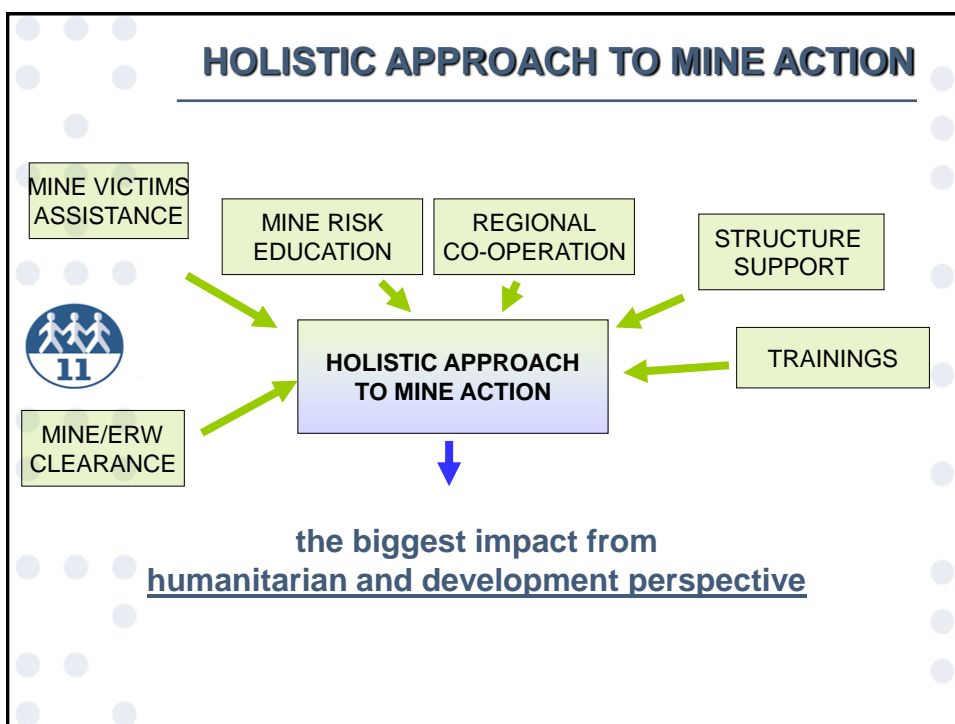 HOLISTIC APPROACH TO MINE ACTION
MINE VICTIMS
ASSISTANCE
MINE RISK
EDUCATION
REGIONAL
CO-OPERATION
STRUCTURE
SUPPORT
TRAININGS
HOLISTIC APPROACH
TO MINE ACTION
11
MINE/ERW
CLEARANCE
the biggest impact from
humanitarian and development perspective